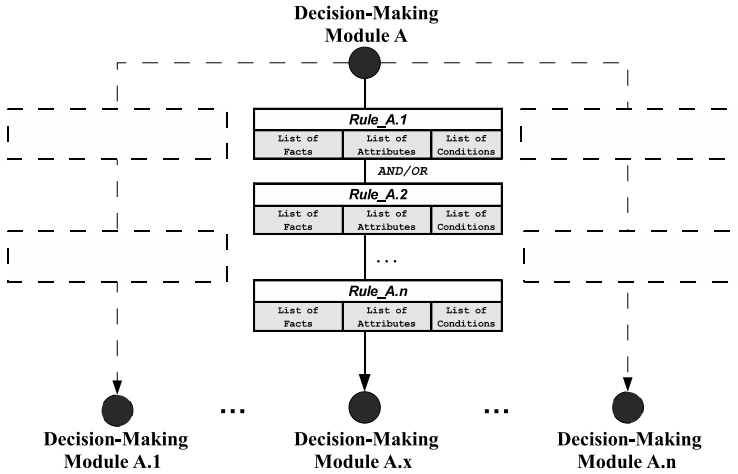 Decision-Making
Module A
Rule_A.1
List of Facts
List of Attributes
List of Conditions
AND/OR
Rule_A.2
List of Facts
List of Attributes
List of Conditions
...
Rule_A.n
List of Facts
List of Attributes
List of Conditions
...
...
Decision-Making
Module A.1
Decision-Making
Module A.x
Decision-Making
Module A.n